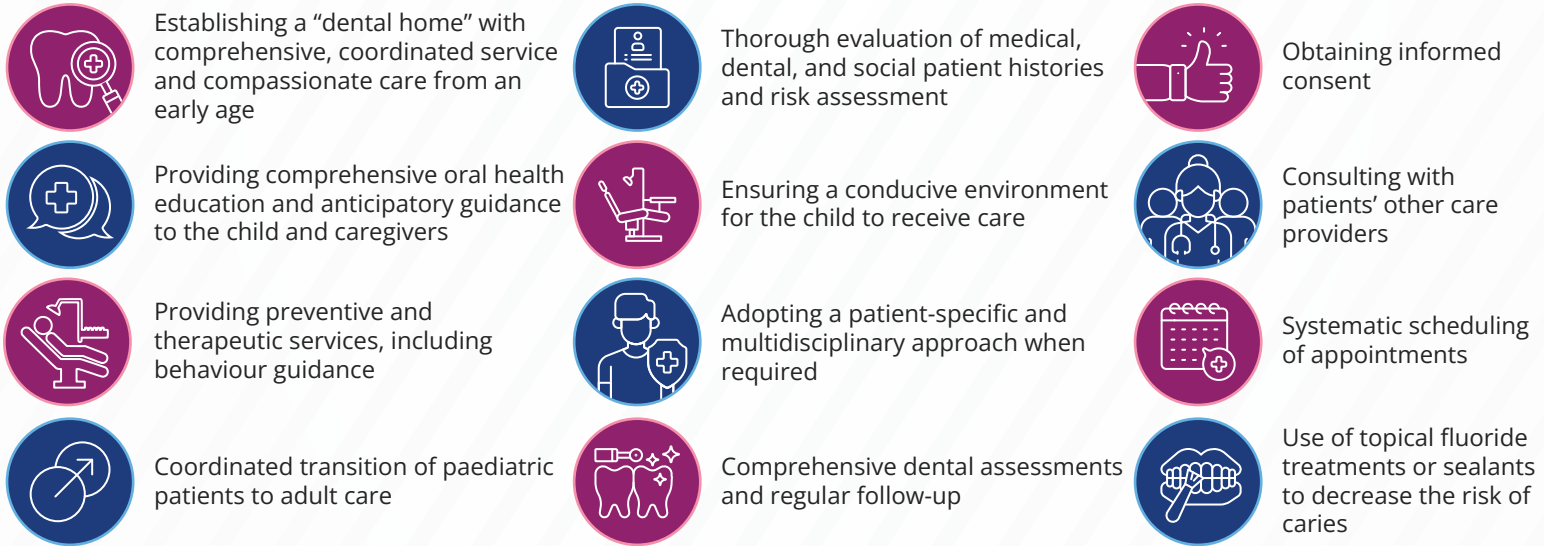 Establishing a “dental home” with
comprehensive, coordinated service
and compassionate care from an
early age
Thorough evaluation of medical,
dental, and social patient histories
and risk assessment
Obtaining informed
consent
Providing comprehensive oral health
education and anticipatory guidance
to the child and caregivers
Ensuring a conducive environment
for the child to receive care
Consulting with
patients’ other care
providers
Providing preventive and
therapeutic services, including
behaviour guidance
Adopting a patient-specific and
multidisciplinary approach when
required
Systematic scheduling
of appointments
Coordinated transition of paediatric
patients to adult care
Comprehensive dental assessments
and regular follow-up
Use of topical fluoride
treatments or sealants
to decrease the risk of
caries